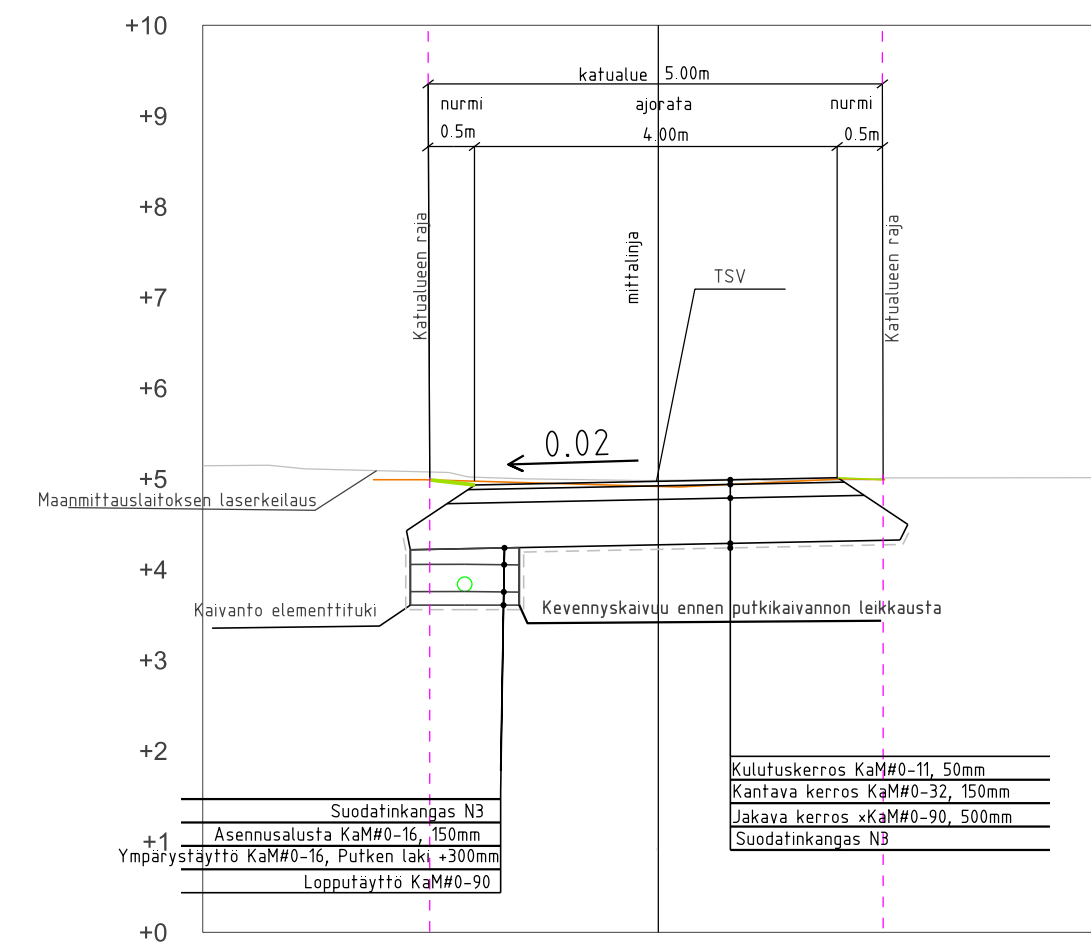 +10
katualue 5.00m
+9
nurmi ajorata nurmi
0.5m 4.00m 0.5m
+8
Katualueen raja
mittalinja
Katualueen raja
TSV
+7
+6
0.02
+5
Maanmittauslaitoksen laserkeilaus
+4
Kaivanto elementtituki
Kevennyskaivuu ennen putkikaivannon leikkausta
+3
+2
Kulutuskerros KaM#0-11, 50mm
Kantava kerros KaM#0-32, 150mm
Jakava kerros xKaM#0-90, 500mm
Suodatinkangas N3
Suodatinkangas N3
+1
Asennusalusta KaM#0-16, 150mm
Ympärystäyttö KaM#0-16, Putken laki +300mm
Lopputäyttö KaM#0-90
+0